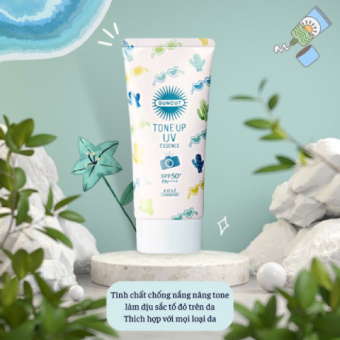 SUNCUT
TONE UP
UV
ESSENCE
SPF50+
PA++++
KOSÉ
Tinh chất chống nắng nâng tone
làm dịu sắc tố đỏ trên da
Thích hợp với mọi loại da